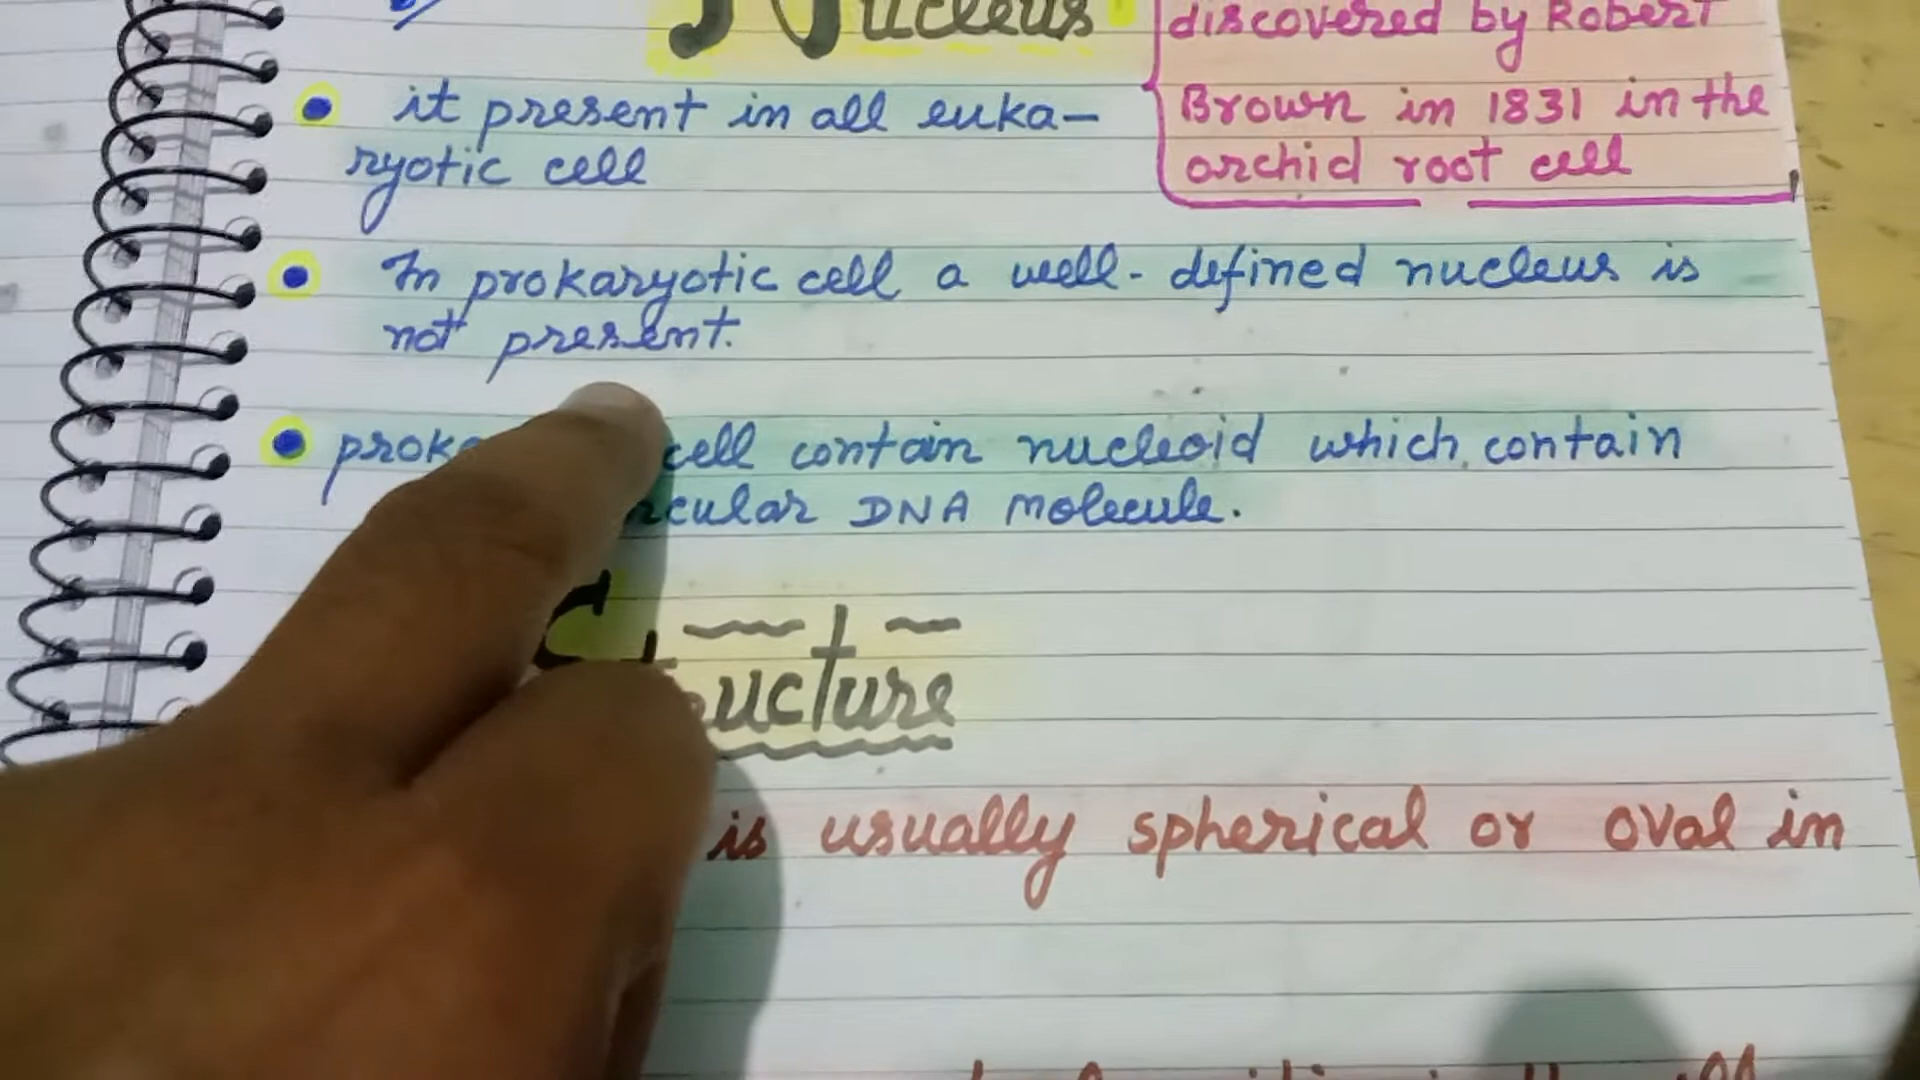 Nucleus
discovered by Robert
Brown in 1831 in the
orchid root cell
it present in all euka-
ryotic cell
In prokaryotic cell a well-defined nucleus is
not present.
cell contain nucleoid which contain
DNA molecule.
Structure
is usually spherical or oval in